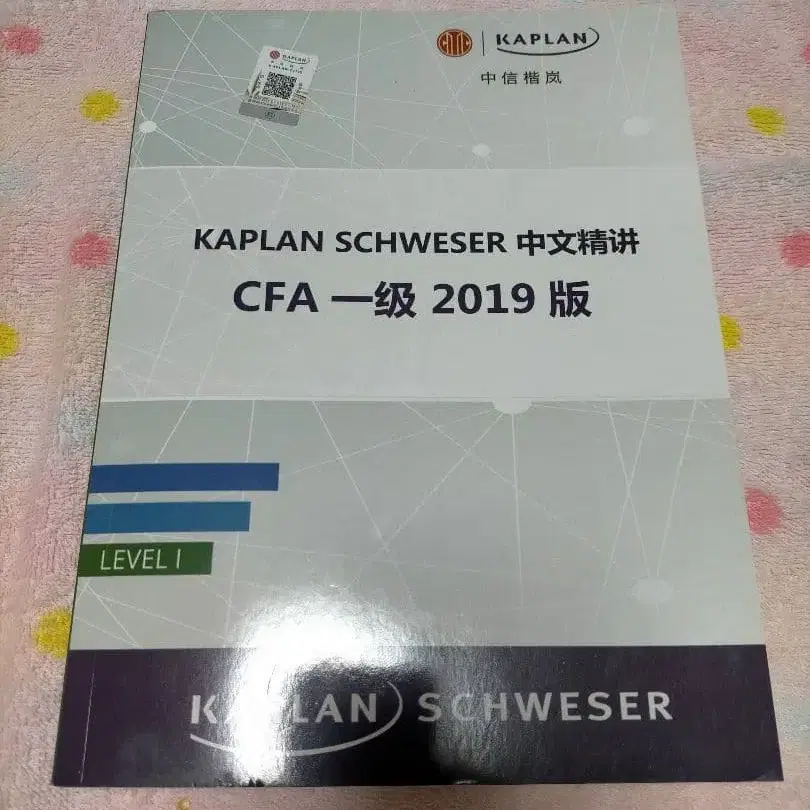 CITIC | KAPLAN
中信楷岚
KAPLAN SCHWESER 中文精讲
CFA 一级 2019 版
LEVEL I
KAPLAN SCHWESER